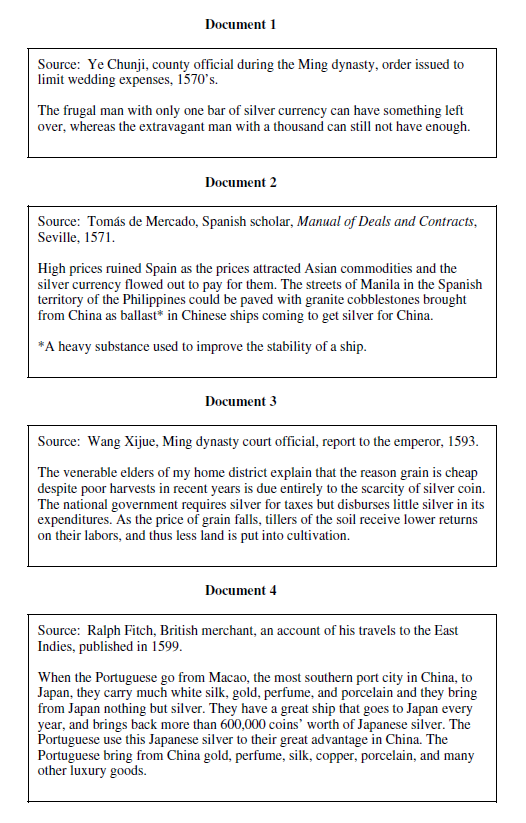 Document 1
Source: Ye Chunji, county official during the Ming dynasty, order issued to
limit wedding expenses, 1570's.
The frugal man with only one bar of silver currency can have something left
over, whereas the extravagant man with a thousand can still not have enough.
Document 2
Source: Tomás de Mercado, Spanish scholar, Manual of Deals and Contracts,
Seville, 1571.
High prices ruined Spain as the prices attracted Asian commodities and the
silver currency flowed out to pay for them. The streets of Manila in the Spanish
territory of the Philippines could be paved with granite cobblestones brought
from China as ballast* in Chinese ships coming to get silver for China.
*A heavy substance used to improve the stability of a ship.
Document 3
Source: Wang Xijue, Ming dynasty court official, report to the emperor, 1593.
The venerable elders of my home district explain that the reason grain is cheap
despite poor harvests in recent years is due entirely to the scarcity of silver coin.
The national government requires silver for taxes but disburses little silver in its
expenditures. As the price of grain falls, tillers of the soil receive lower returns
on their labors, and thus less land is put into cultivation.
Document 4
Source: Ralph Fitch, British merchant, an account of his travels to the East
Indies, published in 1599.
When the Portuguese go from Macao, the most southern port city in China, to
Japan, they carry much white silk, gold, perfume, and porcelain and they bring
from Japan nothing but silver. They have a great ship that goes to Japan every
year, and brings back more than 600,000 coins' worth of Japanese silver. The
Portuguese use this Japanese silver to their great advantage in China. The
Portuguese bring from China gold, perfume, silk, copper, porcelain, and many
other luxury goods.